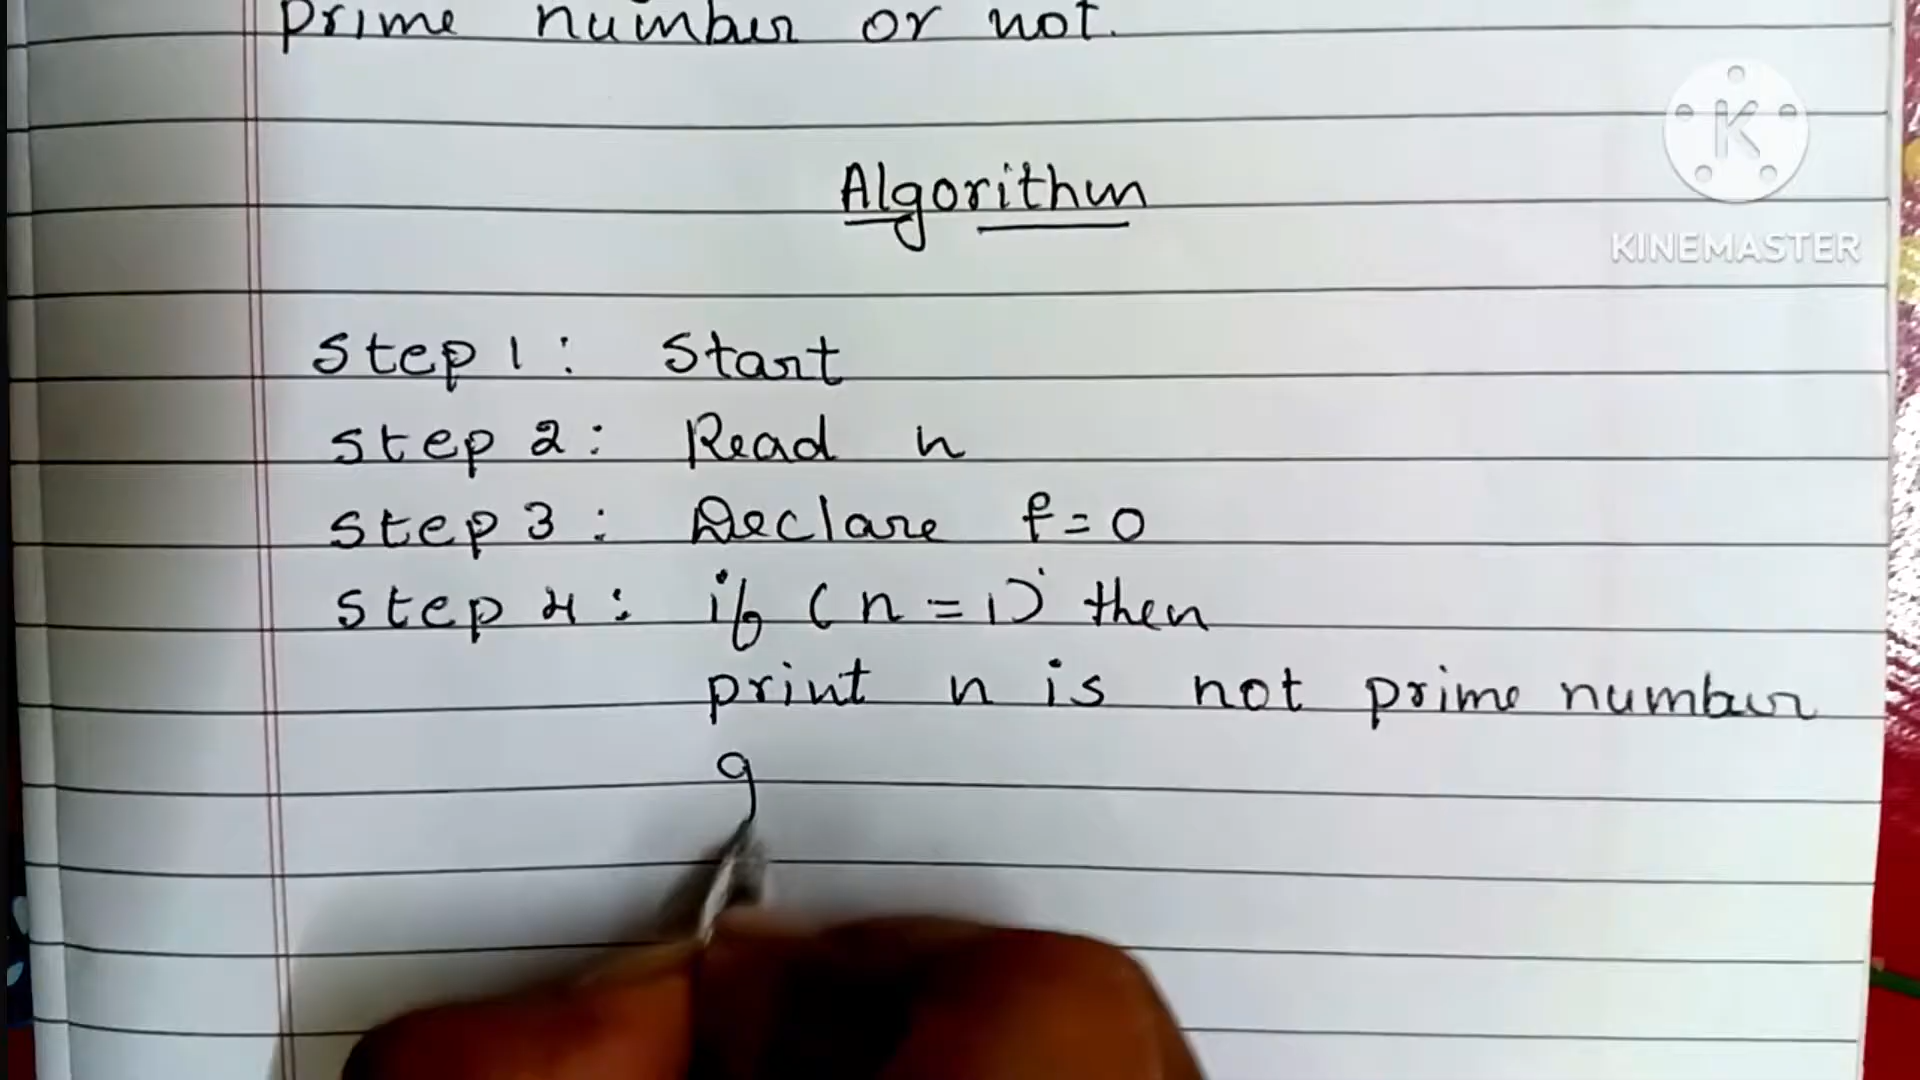 prime number or not.
Algorithm
K
KINEMASTER
Step 1 : Start
Step 2 : Read n
Step 3 : Declare f=0
Step 4 : if (n=1) then
print n is not prime number
g